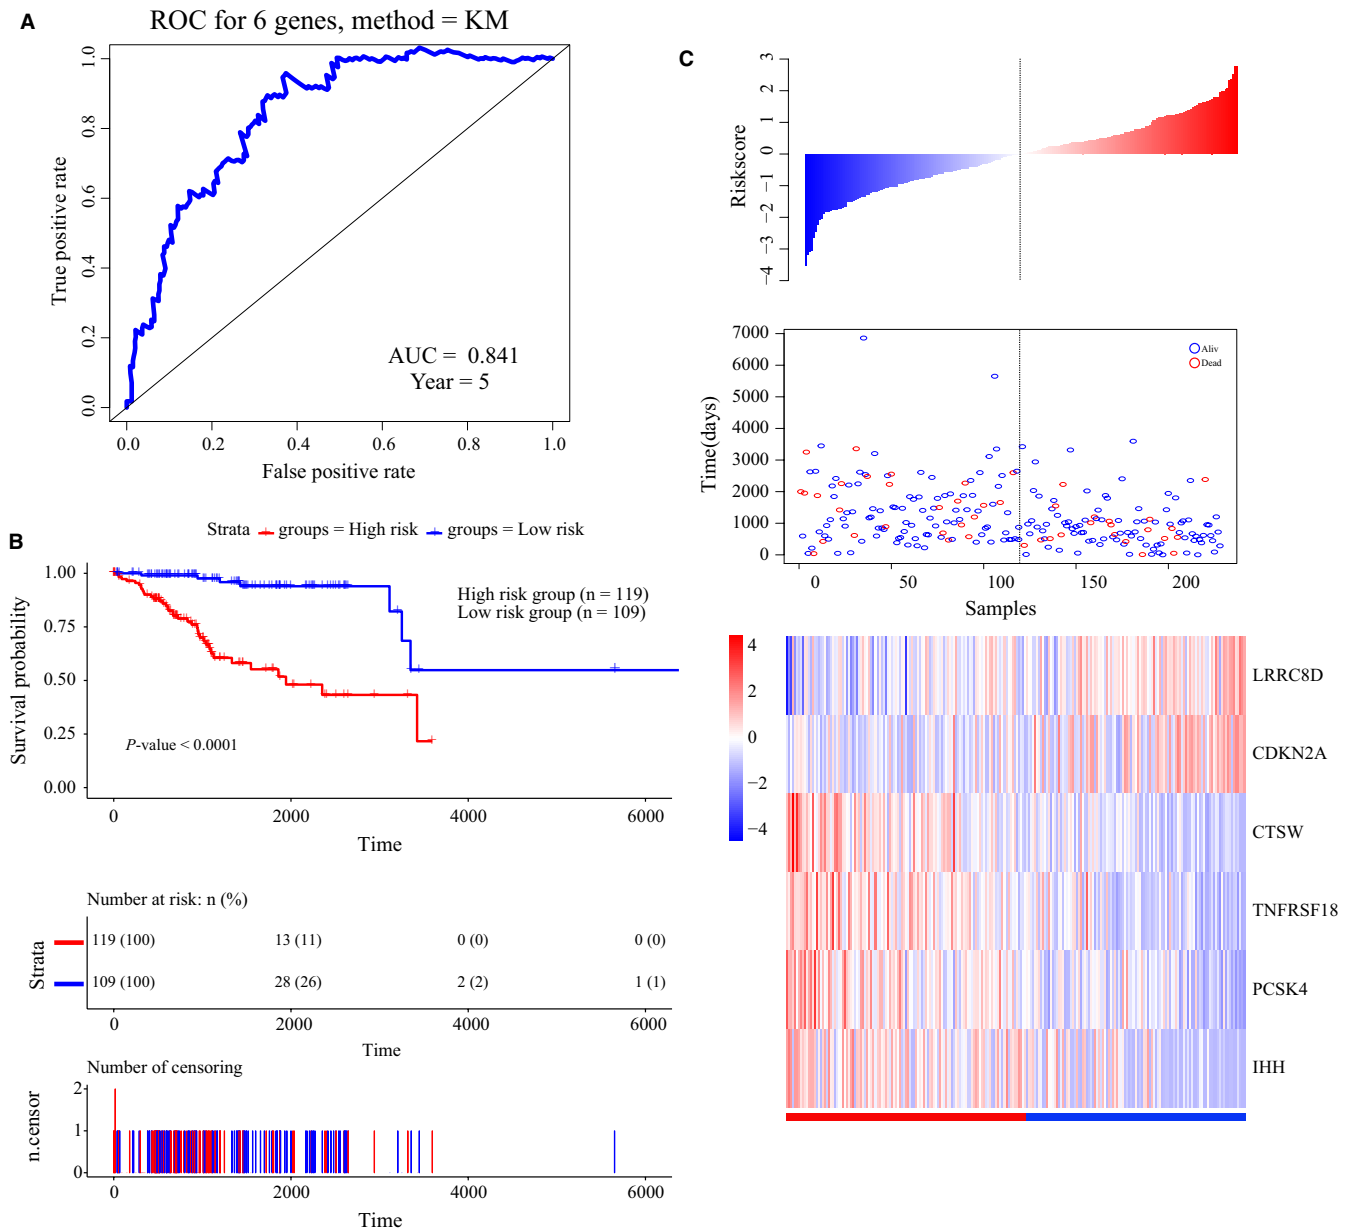 A
ROC for 6 genes, method = KM
True positive rate
0.0 0.2 0.4 0.6 0.8 1.0
AUC = 0.841
Year = 5
0.0 0.2 0.4 0.6 0.8 1.0
False positive rate
B
Strata groups = High risk groups = Low risk
Survival probability
1.00
0.75
0.50
0.25
0.00
High risk group (n = 119)
Low risk group (n = 109)
P-value < 0.0001
0 2000 4000 6000
Time
Number at risk: n (%)
Strata
119 (100) 13 (11) 0 (0) 0 (0)
109 (100) 28 (26) 2 (2) 1 (1)
0 2000 4000 6000
Time
Number of censoring
n.censor
2
1
0
0 2000 4000 6000
Time
C
Riskscore
−4 −3 −2 −1 0 1 2 3
Time(days)
7000
6000
5000
4000
3000
2000
1000
0
Aliv
Dead
0 50 100 150 200
Samples
4
2
0
−2
−4
LRRC8D
CDKN2A
CTSW
TNFRSF18
PCSK4
IHH